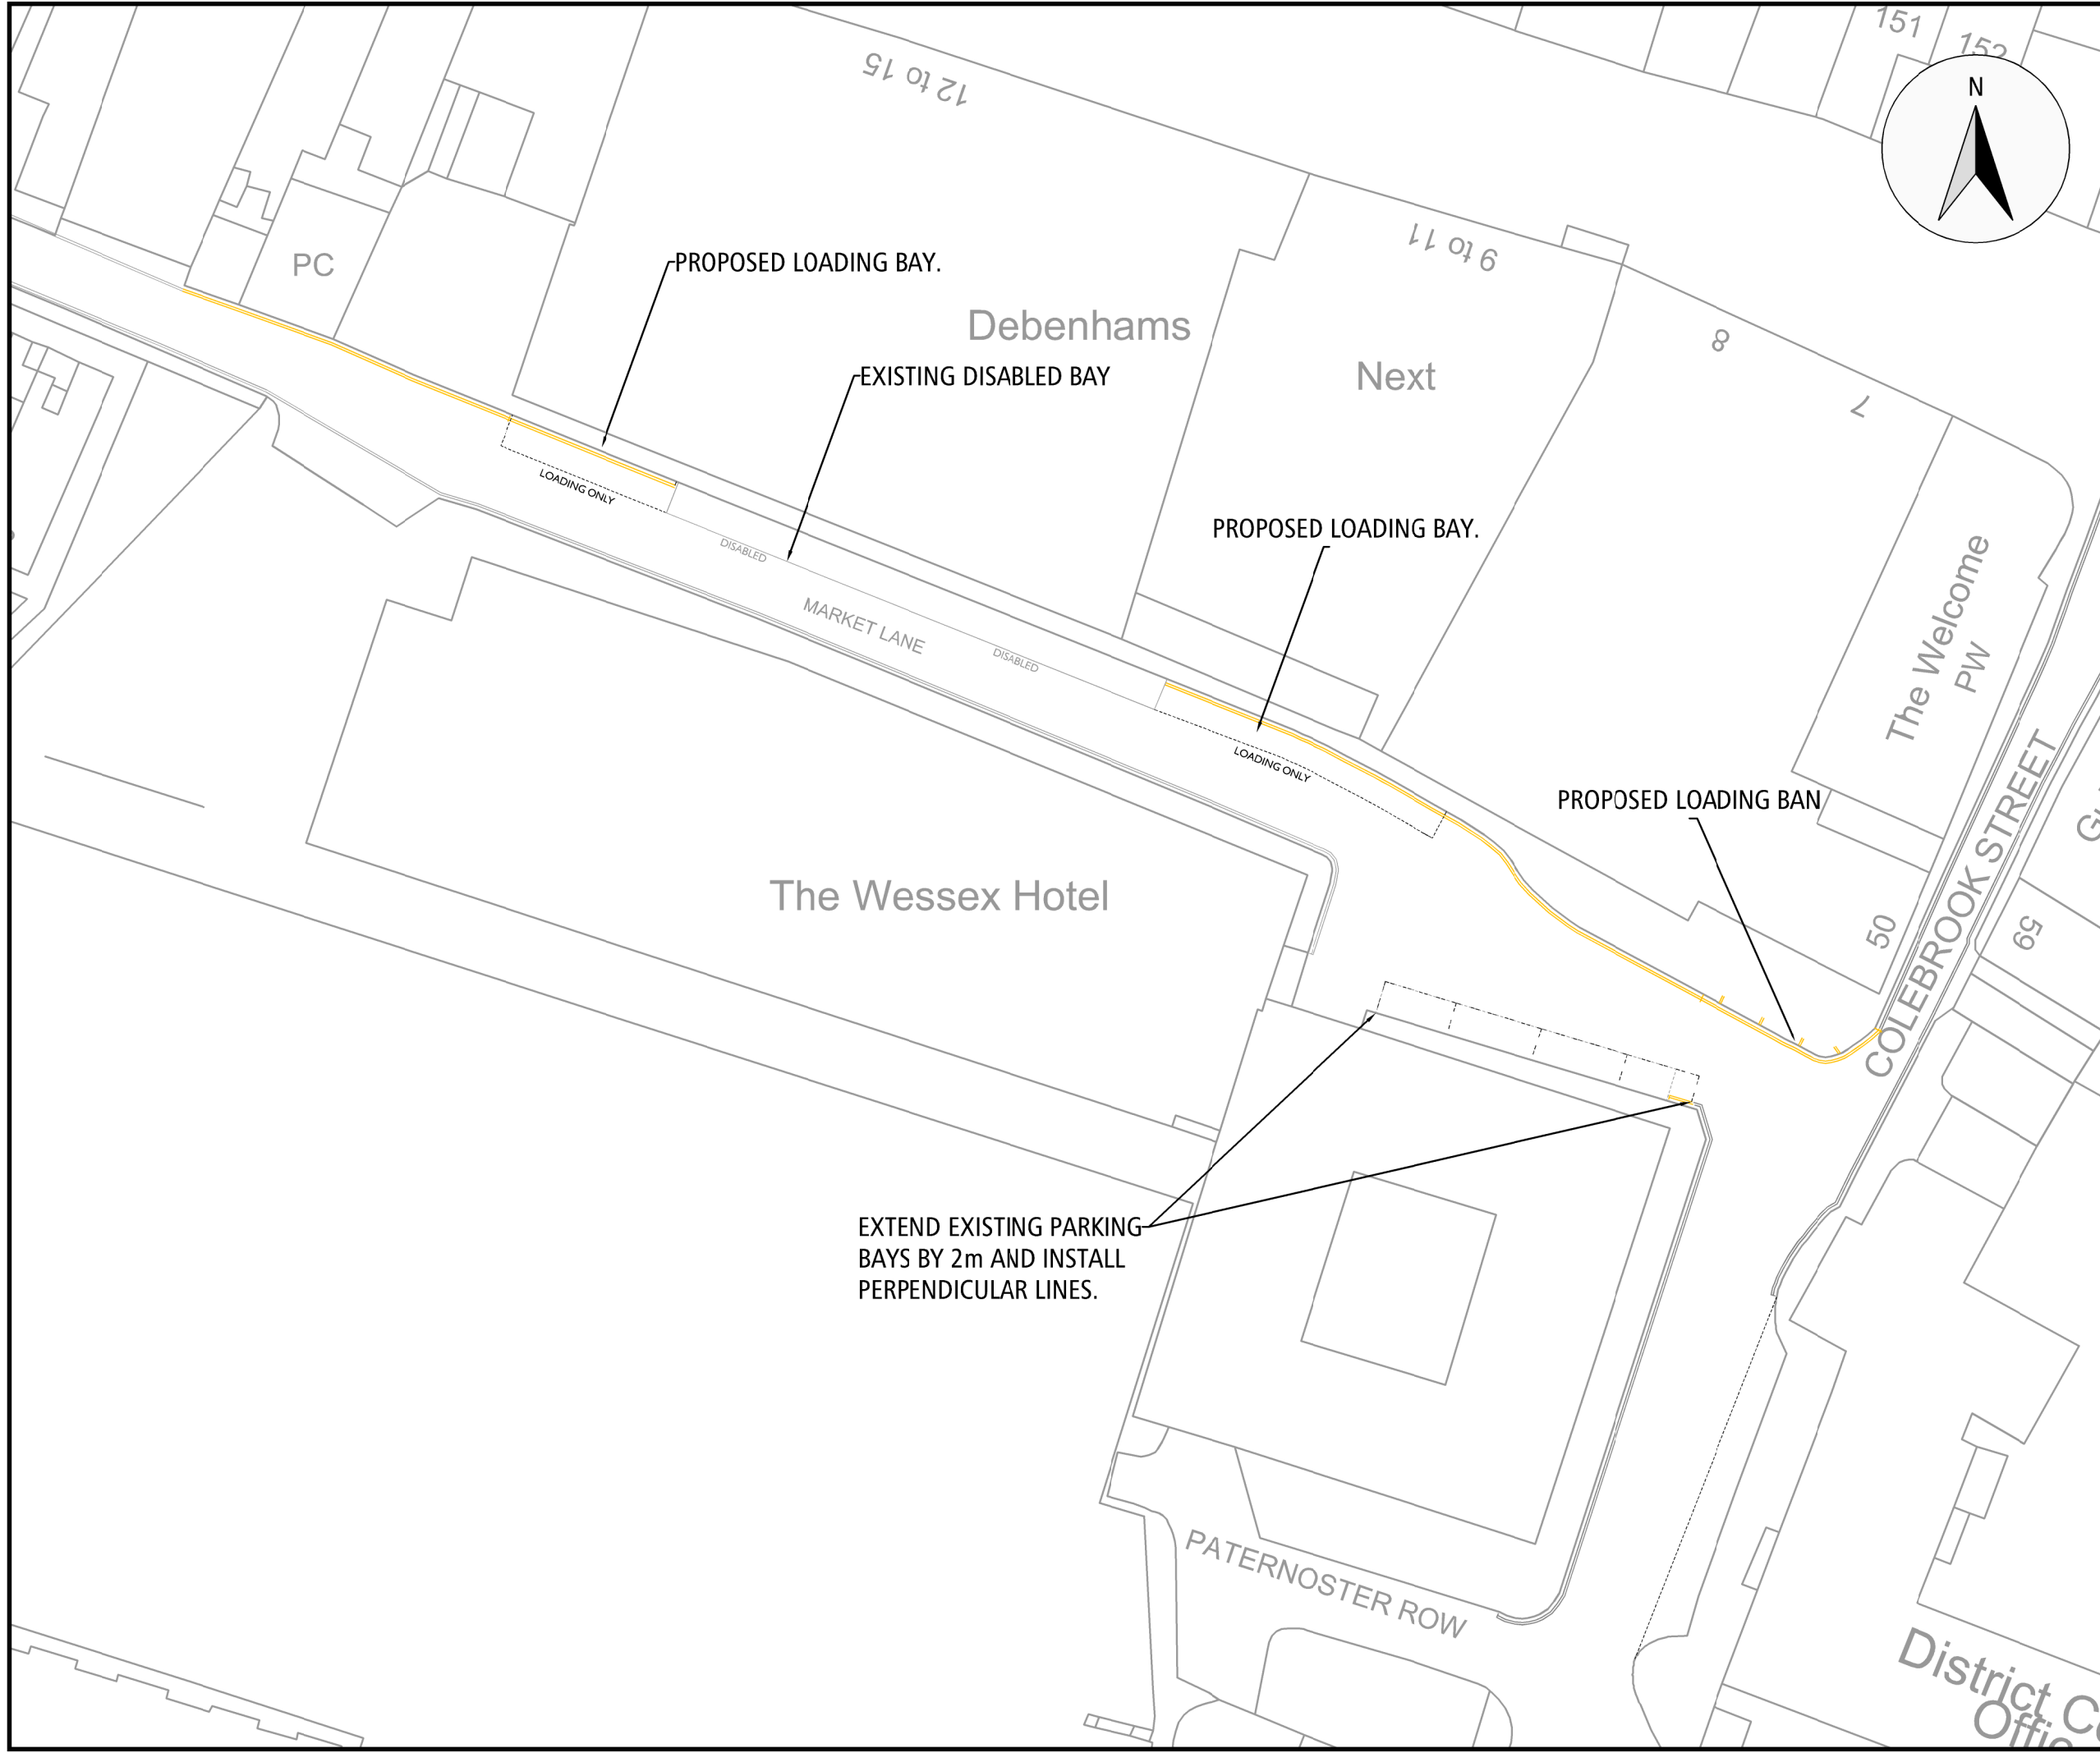 151
152
N
12 to 15
9 to 11
PC
PROPOSED LOADING BAY.
Debenhams
8
EXISTING DISABLED BAY
Next
7
LOADING ONLY
PROPOSED LOADING BAY.
DISABLED
MARKET LANE
DISABLED
The Welcome
PW
LOADING ONLY
PROPOSED LOADING BAN
The Wessex Hotel
COLEBROOK STREET
50
59
EXTEND EXISTING PARKING
BAYS BY 2m AND INSTALL
PERPENDICULAR LINES.
PATERNOSTER ROW
District